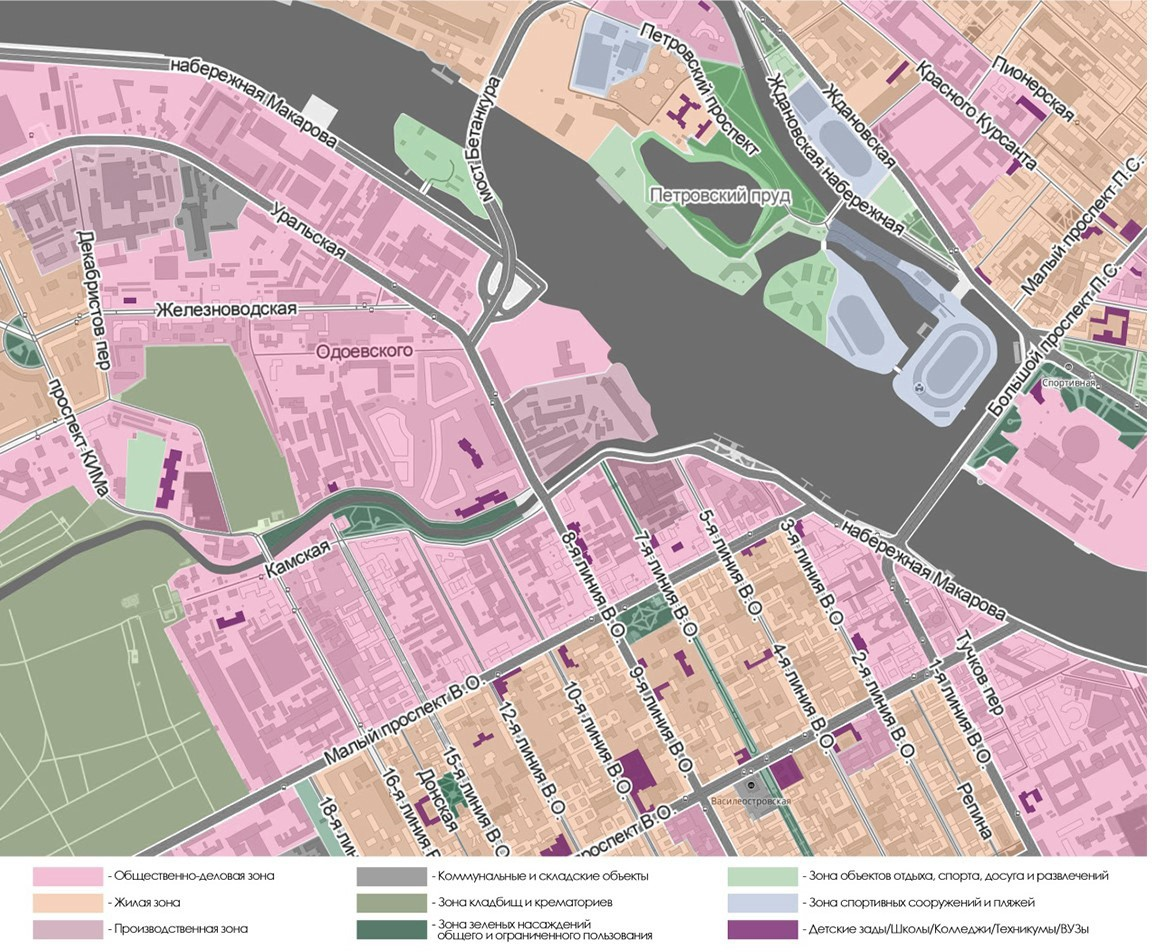 Петровский проспект
набережная Макарова
мост Бетанкура
Ждановская набережная
Ждановская
Красного Курсанта
Пионерская
Малый проспект П.С.
Большой проспект П.С.
Петровский пруд
Спортивная
Уральская
Декабристов пер
Железноводская
Одоевского
проспект КИМа
Камская
8-я линия В.О.
7-я линия В.О.
5-я линия В.О.
3-я линия В.О.
набережная Макарова
Тучков пер
1-я линия В.О.
2-я линия В.О.
4-я линия В.О.
9-я линия В.О.
10-я линия В.О.
12-я линия В.О.
Малый проспект В.О.
15-я линия В.О.
Донская
16-я линия В
18-я лин
проспект В.О.
Василеостровская
Репина
- Общественно-деловая зона
- Жилая зона
- Производственная зона
- Коммунальные и складские объекты
- Зона кладбищ и крематориев
- Зона зеленых насаждений
общего и ограниченного пользования
- Зона объектов отдыха, спорта, досуга и развлечений
- Зона спортивных сооружений и пляжей
- Детские зады/Школы/Колледжи/Техникумы/ВУЗы